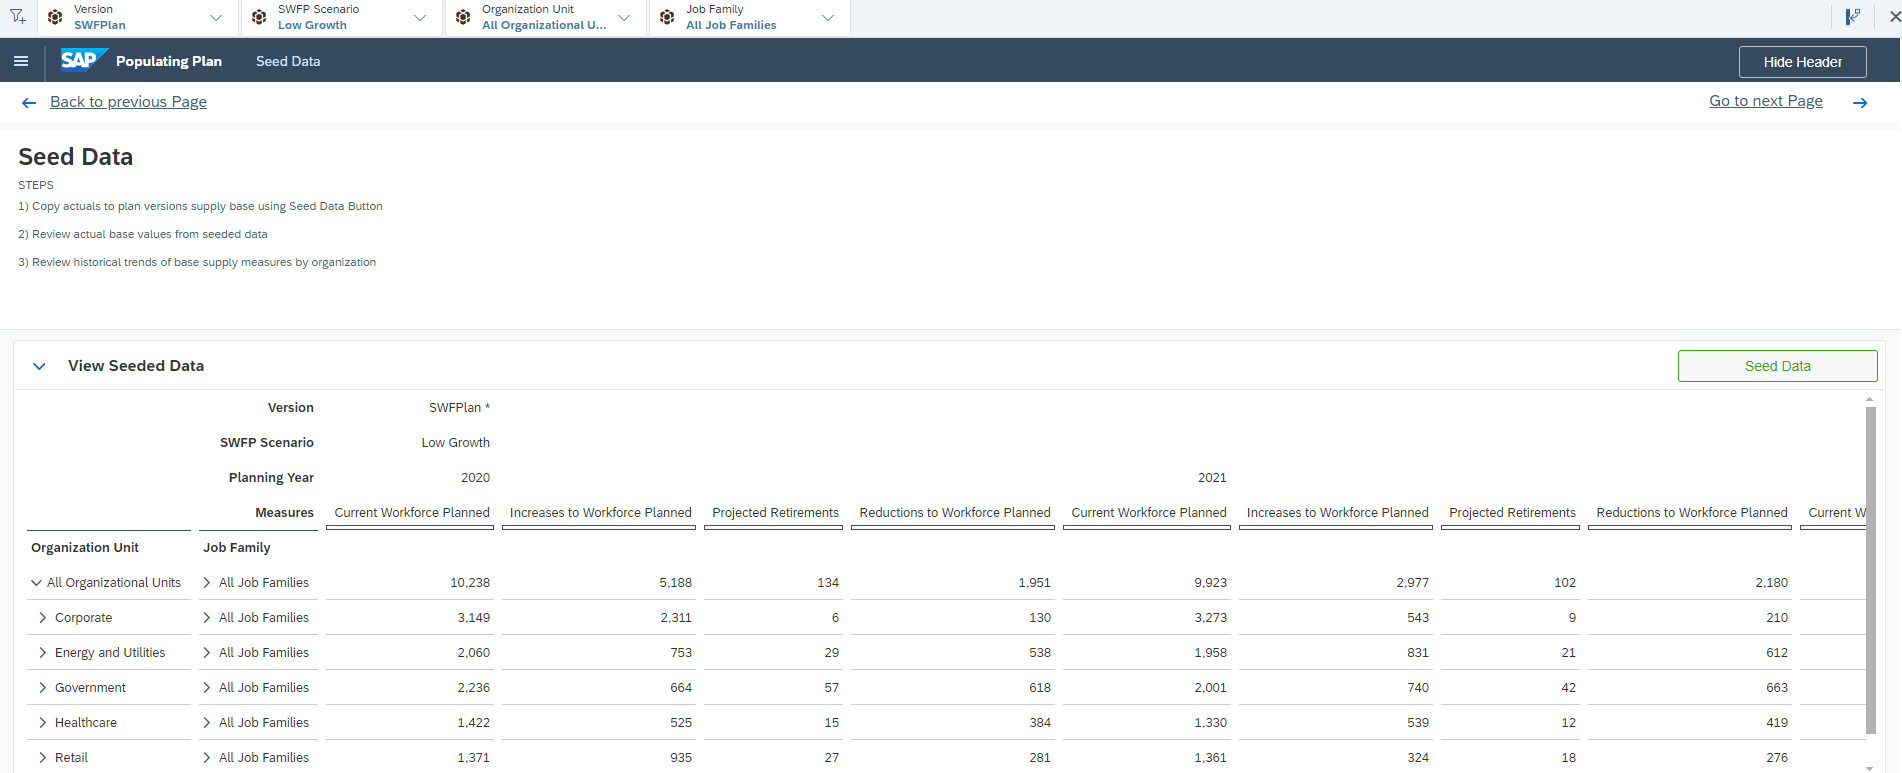 Version SWFP Scenario Organization Unit Job Family
SWFPlan Low Growth All Organizational U... All Job Families
SAP Populating Plan Seed Data Hide Header
Back to previous Page Go to next Page
Seed Data
STEPS
1) Copy actuals to plan versions supply base using Seed Data Button
2) Review actual base values from seeded data
3) Review historical trends of base supply measures by organization
View Seeded Data Seed Data
Version SWFPlan *
SWFP Scenario Low Growth
Planning Year 2020 2021
Measures Current Workforce Planned Increases to Workforce Planned Projected Retirements Reductions to Workforce Planned Current Workforce Planned Increases to Workforce Planned Projected Retirements Reductions to Workforce Planned Current W
Organization Unit Job Family
All Organizational Units All Job Families 10,238 5,188 134 1,951 9,923 2,977 102 2,180
Corporate All Job Families 3,149 2,311 6 130 3,273 543 9 210
Energy and Utilities All Job Families 2,060 753 29 538 1,958 831 21 612
Government All Job Families 2,236 664 57 618 2,001 740 42 663
Healthcare All Job Families 1,422 525 15 384 1,330 539 12 419
Retail All Job Families 1,371 935 27 281 1,361 324 18 276